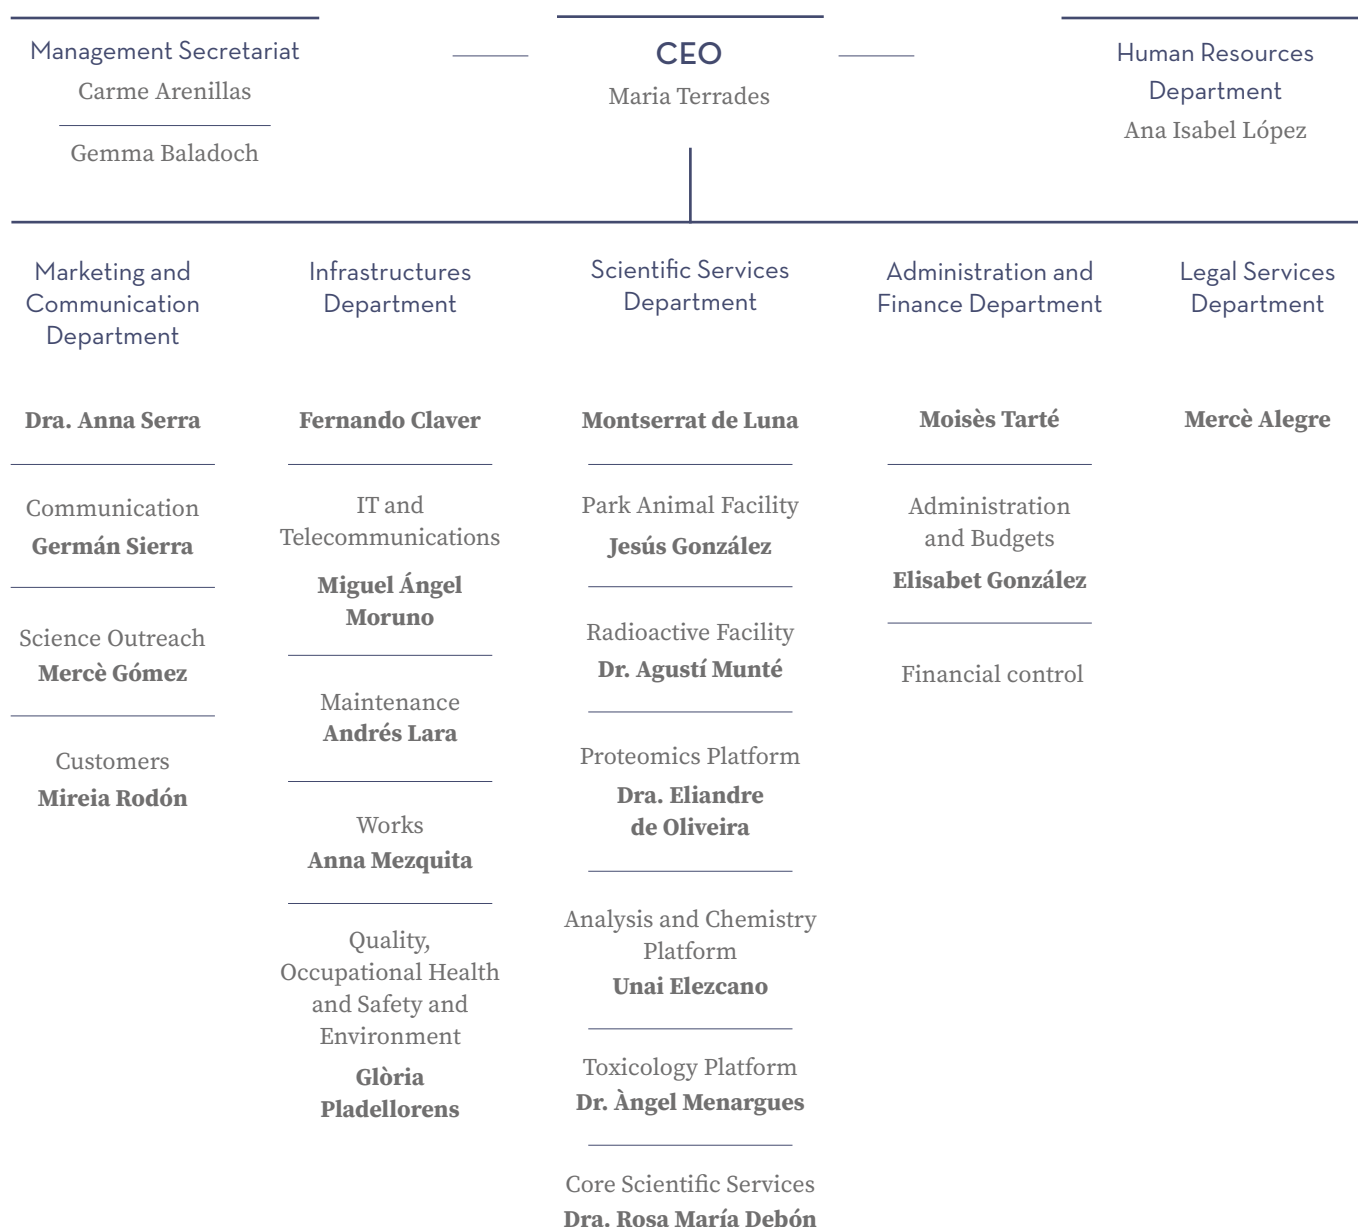 Management Secretariat
Carme Arenillas
Gemma Baladoch
CEO
Maria Terrades
Human Resources
Department
Ana Isabel López
Marketing and
Communication
Department
Dra. Anna Serra
Communication
Germán Sierra
Science Outreach
Mercè Gómez
Customers
Mireia Rodón
Infrastructures
Department
Fernando Claver
IT and
Telecommunications
Miguel Ángel
Moruno
Maintenance
Andrés Lara
Works
Anna Mezquita
Quality,
Occupational Health
and Safety and
Environment
Glòria
Pladellorens
Scientific Services
Department
Montserrat de Luna
Park Animal Facility
Jesús González
Radioactive Facility
Dr. Agustí Munté
Proteomics Platform
Dra. Eliandre
de Oliveira
Analysis and Chemistry
Platform
Unai Elezcano
Toxicology Platform
Dr. Àngel Menargues
Core Scientific Services
Dra. Rosa María Debón
Administration and
Finance Department
Moisès Tarté
Administration
and Budgets
Elisabet González
Financial control
Legal Services
Department
Mercè Alegre